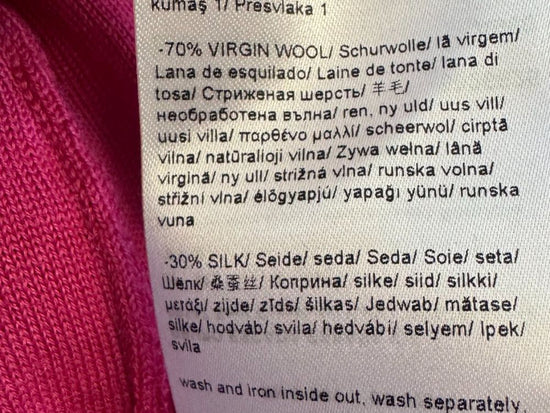 kumaş 1/ Presvlaka 1
-70% VIRGIN WOOL/ Schurwolle/ lã virgem/
Lana de esquilado/ Laine de tonte/ lana di
tosa/ Стриженая шерсть/ 羊毛/
необработена вълна/ ren, ny uld/ uus vill/
uusi villa/ παρθένο μαλλί/ scheerwol/ cirptā
vilna/ natūralioji vilna/ Zywa wełna/ lână
virgină/ ny ull/ strižná vlna/ runska volna/
střižní vlna/ élőgyapjú/ yapağı yünü/ runska
vuna
-30% SILK/ Seide/ seda/ Seda/ Soie/ seta/
Шёлк/ 桑蚕丝/ Коприна/ silke/ siid/ silkki/
μετάξι/ zijde/ zīds/ šilkas/ Jedwab/ mătase/
silke/ hodváb/ svila/ hedvábí/ selyem/ Ipek/
svila
wash and iron inside out, wash separately,